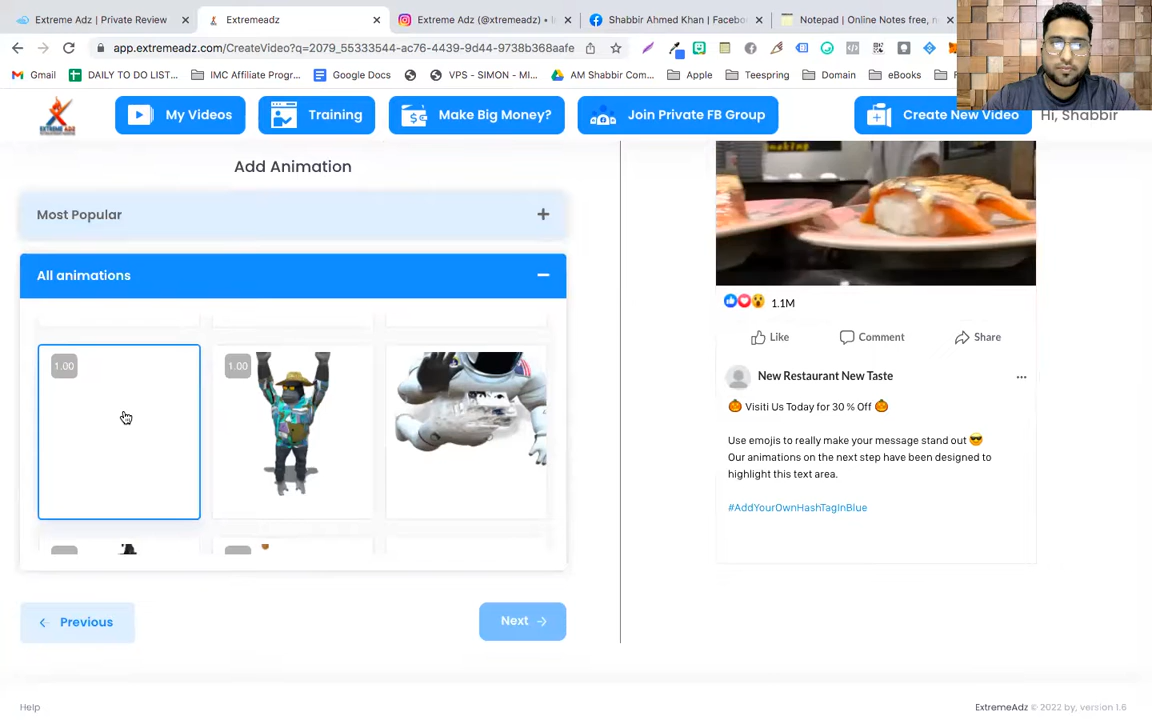 Extreme Adz | Private Review
Extremeadz
Extreme Adz (@xtremeadz) •
Shabbir Ahmed Khan | Faceboo
Notepad | Online Notes free, n
app.extremeadz.com/CreateVideo?q=2079_55333544-ac76-4439-9d44-9738b368aafe
Gmail
DAILY TO DO LIST...
IMC Affiliate Progr...
Google Docs
VPS - SIMON - MI...
AM Shabbir Com...
Apple
Teespring
Domain
eBooks
EXTREME ADZ
My Videos
Training
Make Big Money?
Join Private FB Group
Create New Video
Hi, Shabbir
Add Animation
Most Popular
All animations
1.00
1.00
Previous
Next
1.1M
Like
Comment
Share
New Restaurant New Taste
🎃 Visiti Us Today for 30 % Off 🎃
Use emojis to really make your message stand out 😎
Our animations on the next step have been designed to
highlight this text area.
#AddYourOwnHashTagInBlue
Help
ExtremeAdz © 2022 by, version 1.6